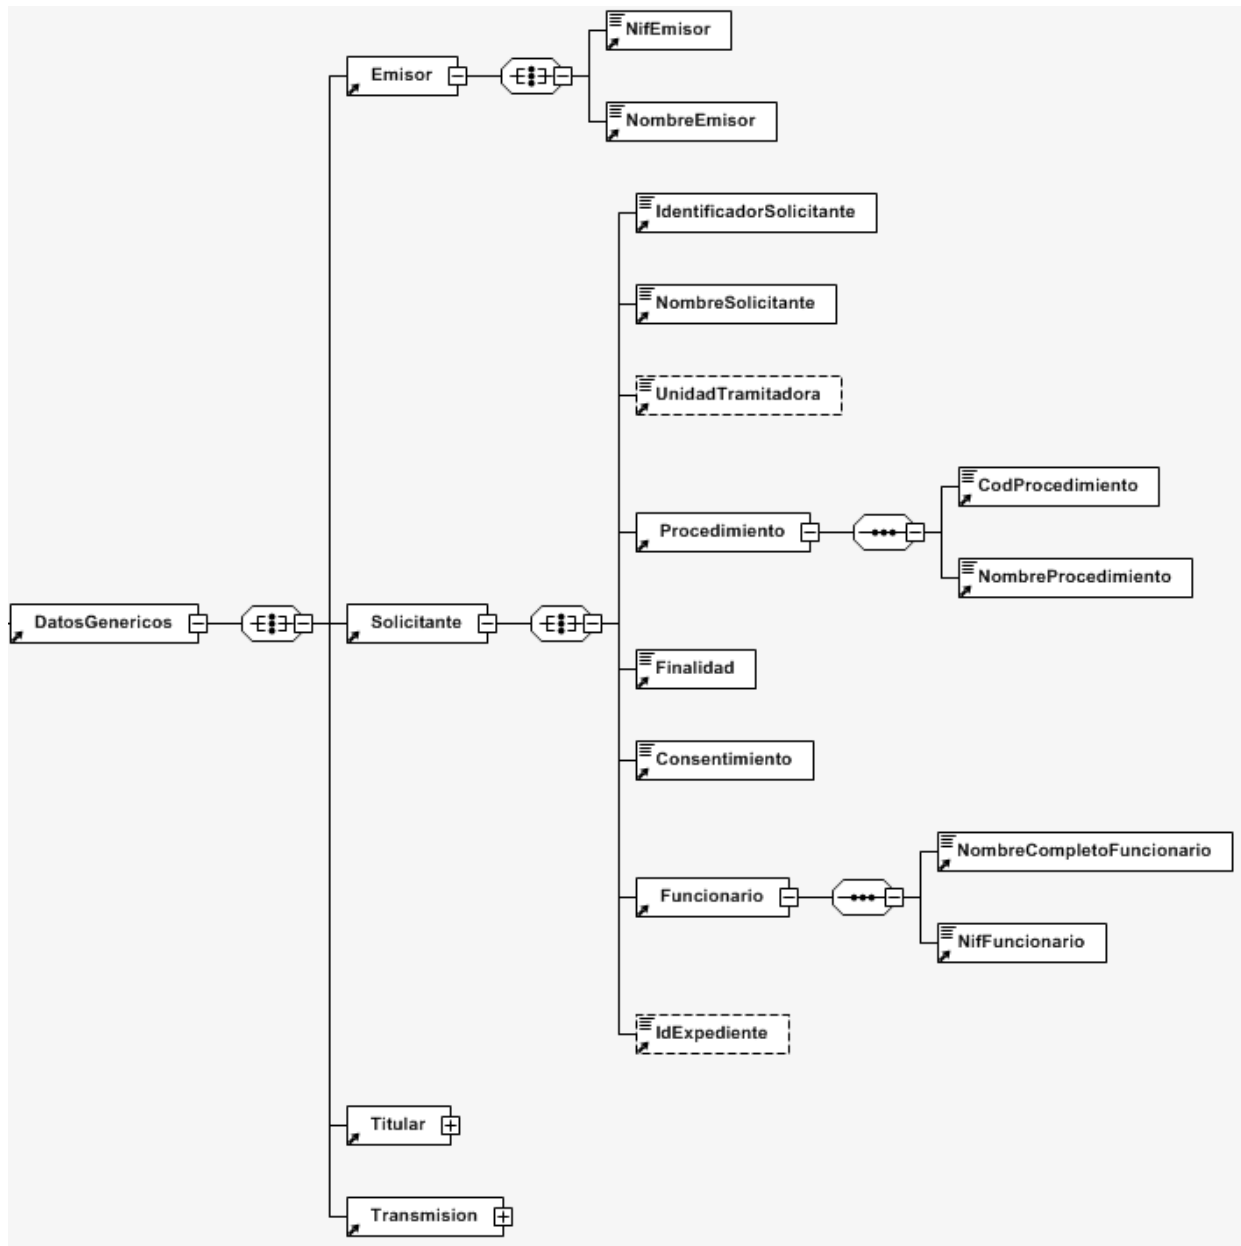 NifEmisor
Emisor
NombreEmisor
IdentificadorSolicitante
NombreSolicitante
UnidadTramitadora
CodProcedimiento
Procedimiento
NombreProcedimiento
DatosGenericos
Solicitante
Finalidad
Consentimiento
NombreCompletoFuncionario
Funcionario
NifFuncionario
IdExpediente
Titular
Transmision